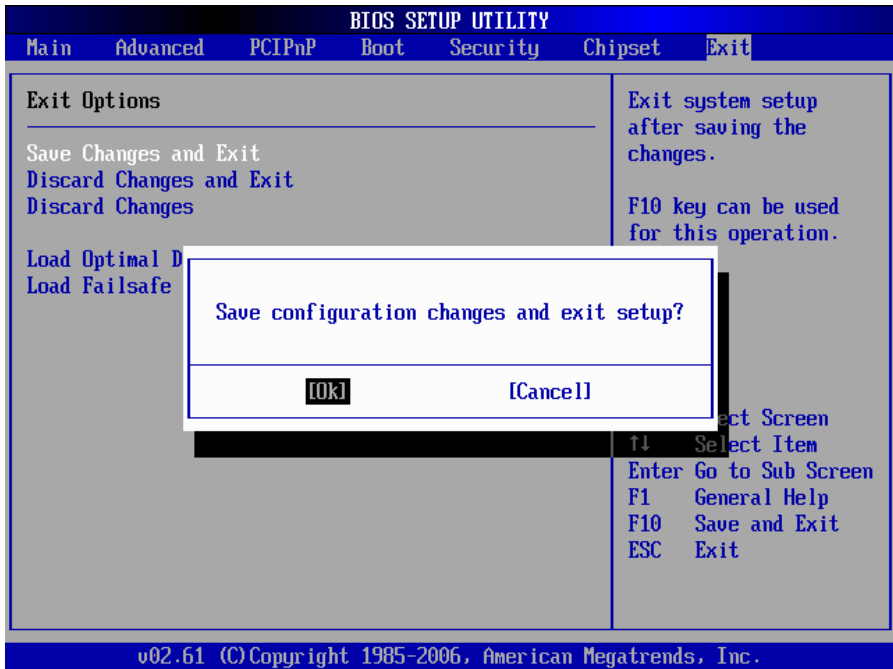 BIOS SETUP UTILITY
Main Advanced PCIPnP Boot Security Chipset Exit
Exit Options
Save Changes and Exit
Discard Changes and Exit
Discard Changes
Load Optimal D
Load Failsafe
Save configuration changes and exit setup?
[Ok] [Cancel]
Exit system setup
after saving the
changes.
F10 key can be used
for this operation.
ect Screen
↑↓ Select Item
Enter Go to Sub Screen
F1 General Help
F10 Save and Exit
ESC Exit
v02.61 (C)Copyright 1985-2006, American Megatrends, Inc.